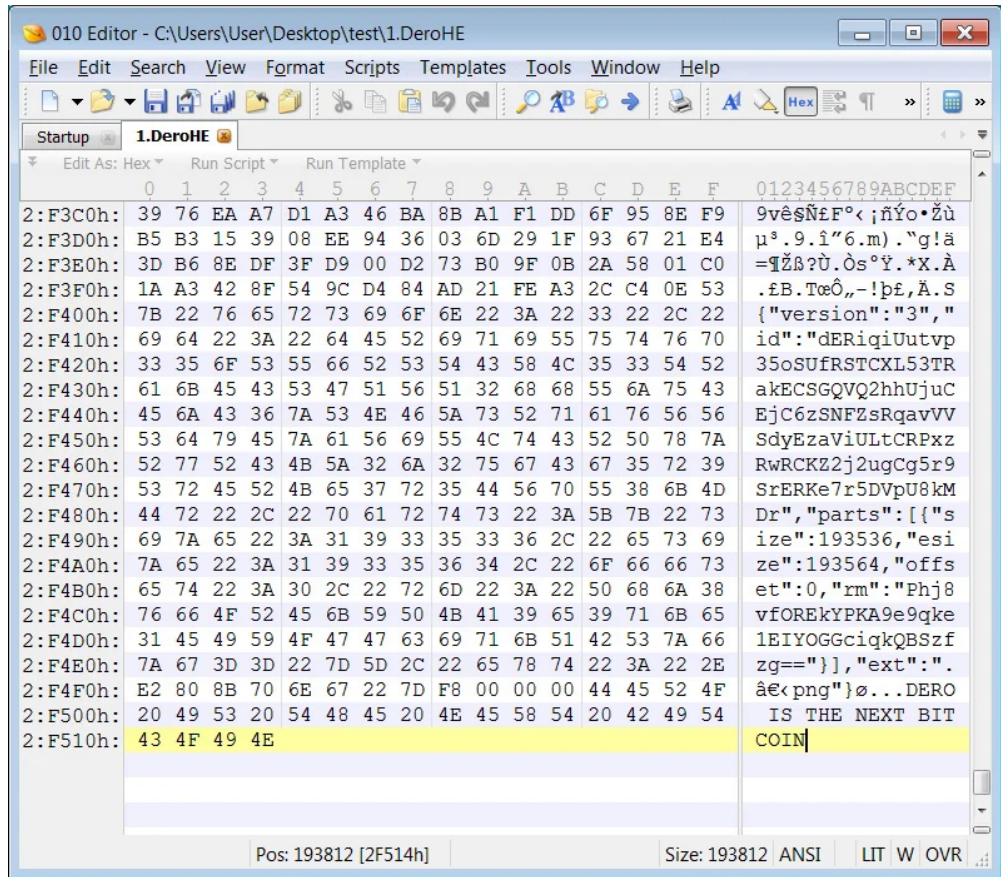 010 Editor - C:\Users\User\Desktop\test\1.DeroHE
File Edit Search View Format Scripts Templates Tools Window Help
Hex ¶ » »
Startup 1.DeroHE
Edit As: Hex Run Script Run Template
0 1 2 3 4 5 6 7 8 9 A B C D E F 0123456789ABCDEF
2:F3C0h: 39 76 EA A7 D1 A3 46 BA 8B A1 F1 DD 6F 95 8E F9 9vê§Ñ£Fº‹¡ñÝo•Žù
2:F3D0h: B5 B3 15 39 08 EE 94 36 03 6D 29 1F 93 67 21 E4 µ³.9.î”6.m).“g!ä
2:F3E0h: 3D B6 8E DF 3F D9 00 D2 73 B0 9F 0B 2A 58 01 C0 =¶Žß?Ù.Òs°Ÿ.*X.À
2:F3F0h: 1A A3 42 8F 54 9C D4 84 AD 21 FE A3 2C C4 0E 53 .£B.TœÔ„-!þ£,Ä.S
2:F400h: 7B 22 76 65 72 73 69 6F 6E 22 3A 22 33 22 2C 22 {"version":"3","
2:F410h: 69 64 22 3A 22 64 45 52 69 71 69 55 75 74 76 70 id":"dERiqiUutvp
2:F420h: 33 35 6F 53 55 66 52 53 54 43 58 4C 35 33 54 52 35oSUfRSTCXL53TR
2:F430h: 61 6B 45 43 53 47 51 56 51 32 68 68 55 6A 75 43 akECSGQVQ2hhUjuC
2:F440h: 45 6A 43 36 7A 53 4E 46 5A 73 52 71 61 76 56 56 EjC6zSNFZsRqavVV
2:F450h: 53 64 79 45 7A 61 56 69 55 4C 74 43 52 50 78 7A SdyEzaViULtCRPxz
2:F460h: 52 77 52 43 4B 5A 32 6A 32 75 67 43 67 35 72 39 RwRCKZ2j2ugCg5r9
2:F470h: 53 72 45 52 4B 65 37 72 35 44 56 70 55 38 6B 4D SrERKe7r5DVpU8kM
2:F480h: 44 72 22 2C 22 70 61 72 74 73 22 3A 5B 7B 22 73 Dr","parts":[{"s
2:F490h: 69 7A 65 22 3A 31 39 33 35 33 36 2C 22 65 73 69 ize":193536,"esi
2:F4A0h: 7A 65 22 3A 31 39 33 35 36 34 2C 22 6F 66 66 73 ze":193564,"offs
2:F4B0h: 65 74 22 3A 30 2C 22 72 6D 22 3A 22 50 68 6A 38 et":0,"rm":"Phj8
2:F4C0h: 76 66 4F 52 45 6B 59 50 4B 41 39 65 39 71 6B 65 vfOREkYPKA9e9qke
2:F4D0h: 31 45 49 59 4F 47 47 63 69 71 6B 51 42 53 7A 66 1EIYOGGciqkQBSzf
2:F4E0h: 7A 67 3D 3D 22 7D 5D 2C 22 65 78 74 22 3A 22 2E zg=="}],"ext":".
2:F4F0h: E2 80 8B 70 6E 67 22 7D F8 00 00 00 44 45 52 4F â€‹png"}ø...DERO
2:F500h: 20 49 53 20 54 48 45 20 4E 45 58 54 20 42 49 54 IS THE NEXT BIT
2:F510h: 43 4F 49 4E COIN
Pos: 193812 [2F514h] Size: 193812 ANSI LIT W OVR